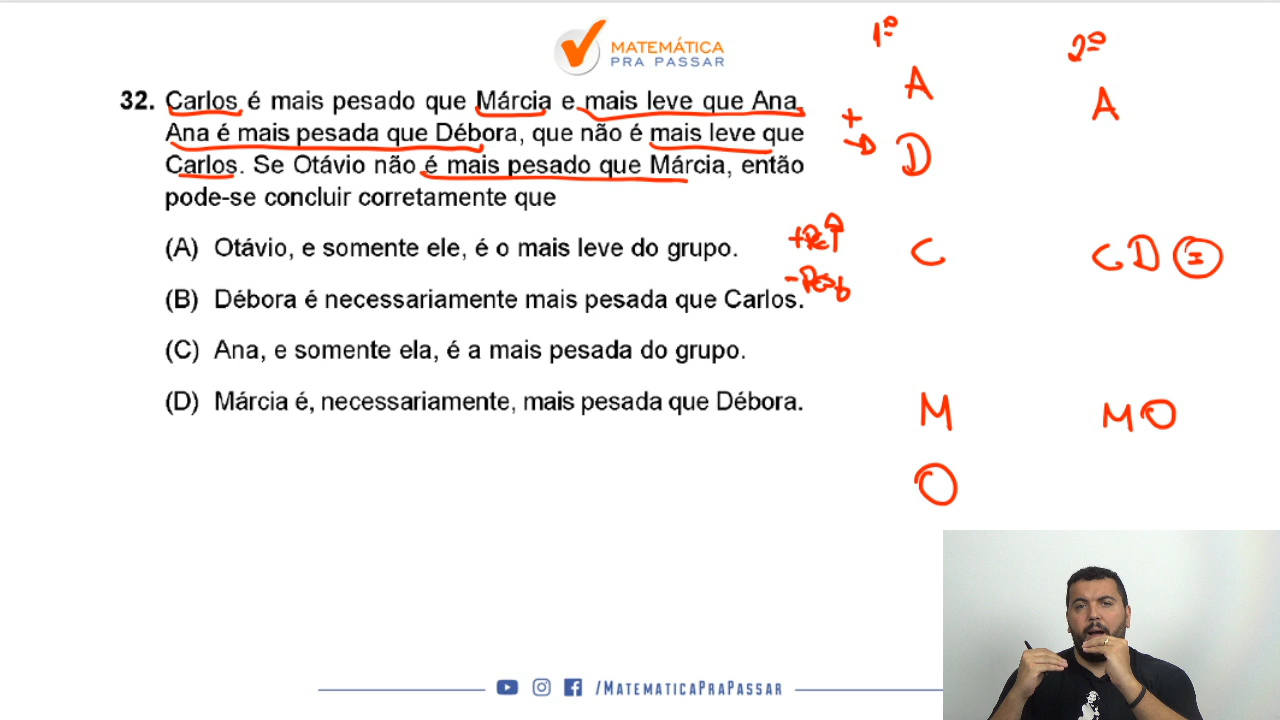 MATEMÁTICA
PRA PASSAR
32. Carlos é mais pesado que Márcia e mais leve que Ana.
Ana é mais pesada que Débora, que não é mais leve que
Carlos. Se Otávio não é mais pesado que Márcia, então
pode-se concluir corretamente que
(A) Otávio, e somente ele, é o mais leve do grupo.
(B) Débora é necessariamente mais pesada que Carlos.
(C) Ana, e somente ela, é a mais pesada do grupo.
(D) Márcia é, necessariamente, mais pesada que Débora.
1º
A
+
D
C
M
O
2º
A
C D =
M O
/MATEMATICAPRAPASSAR